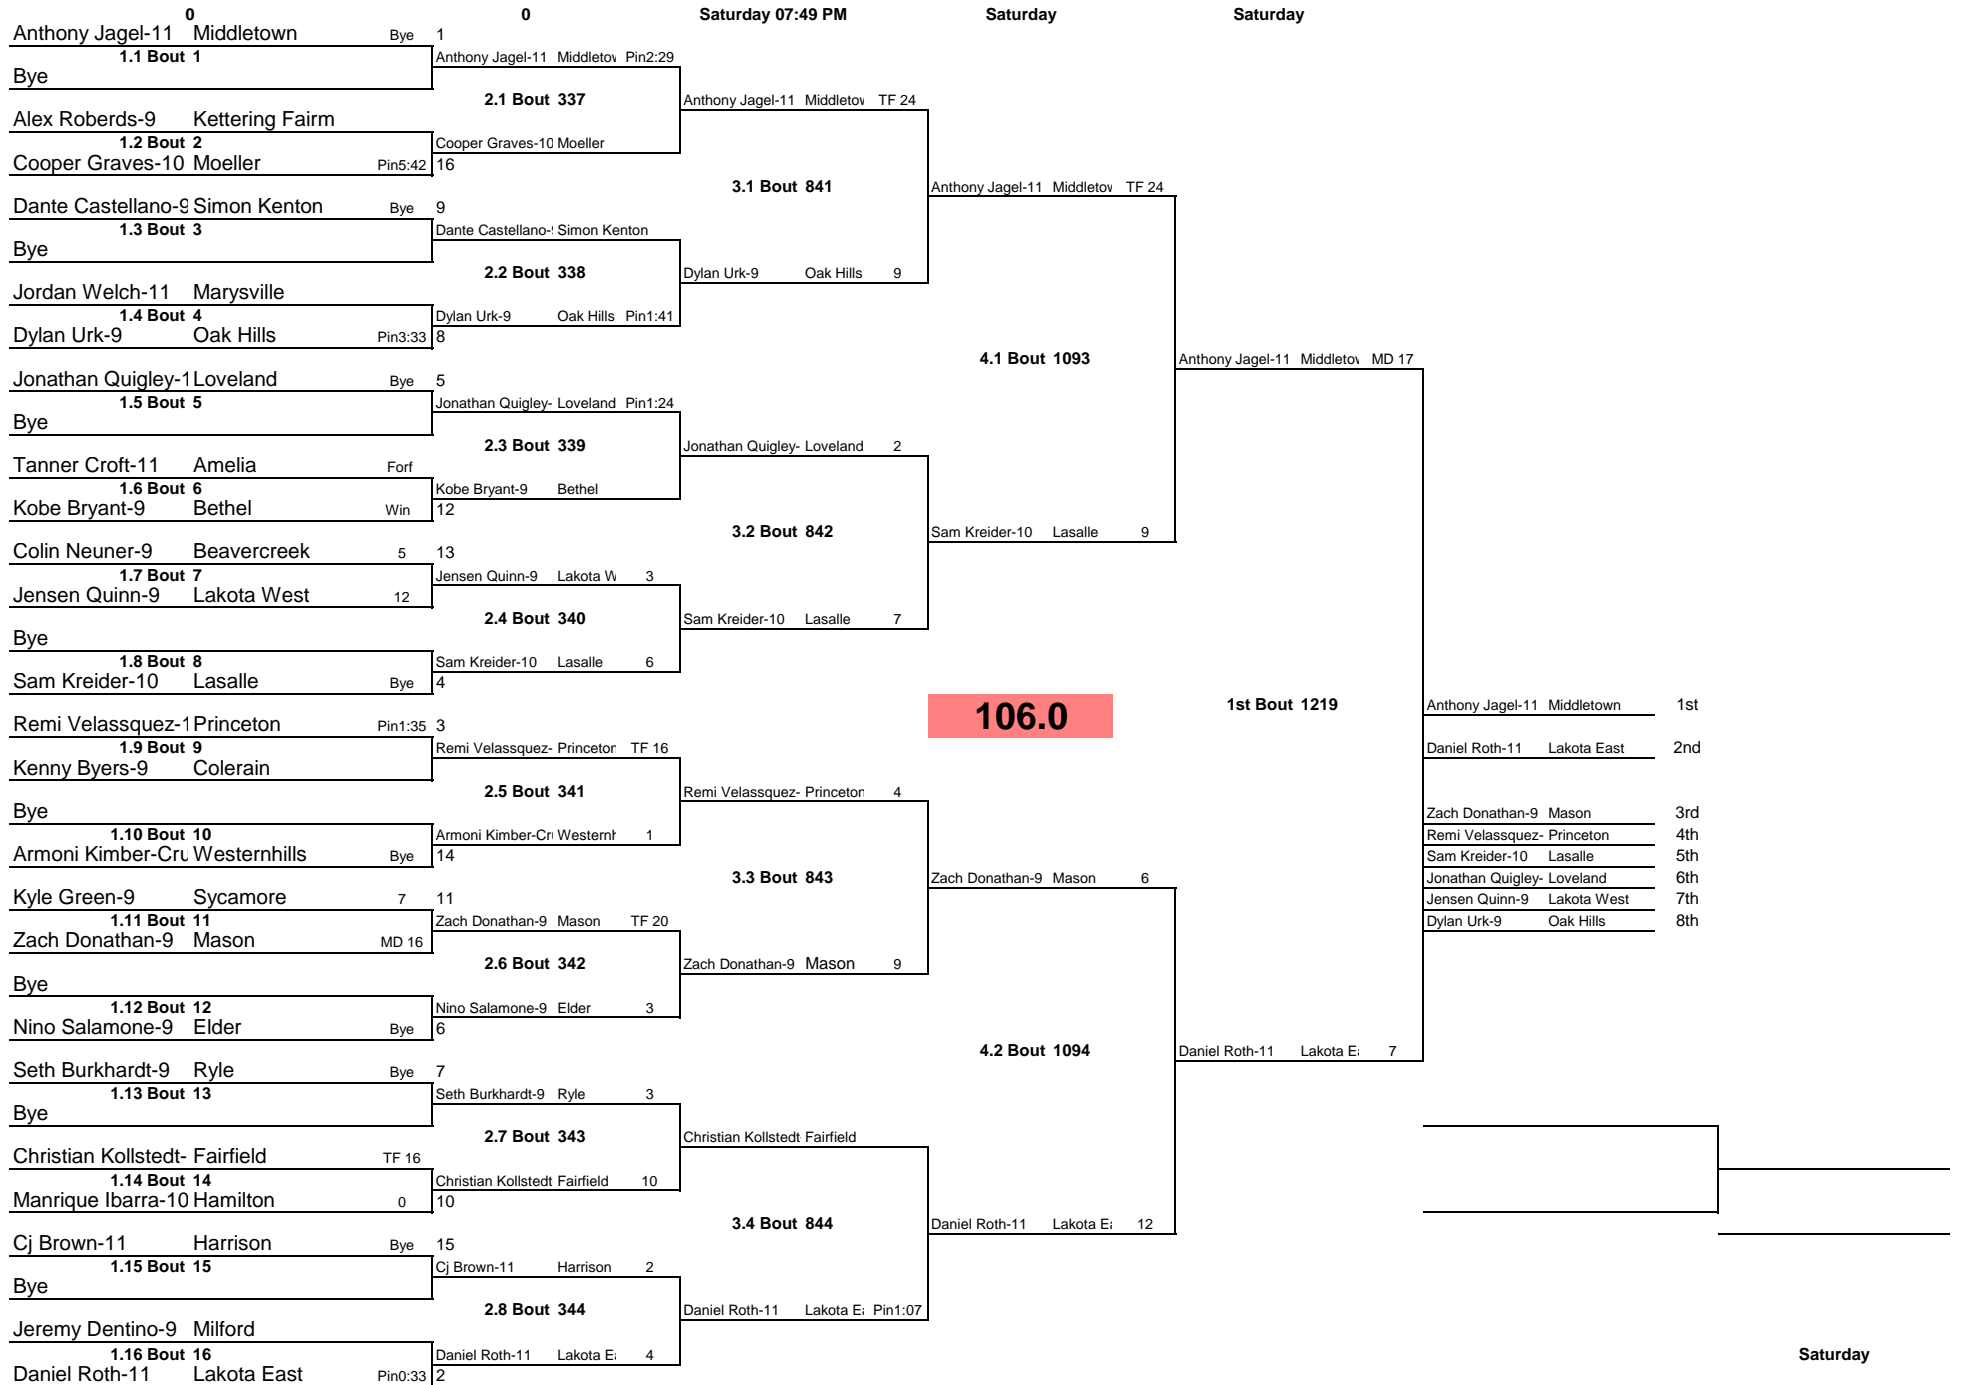 0 0 Saturday 07:49 PM Saturday Saturday
Anthony Jagel-11 Middletown Bye 1
1.1 Bout 1
Anthony Jagel-11 Middletov Pin2:29
Bye
2.1 Bout 337
Anthony Jagel-11 Middletov TF 24
Alex Roberds-9 Kettering Fairm
1.2 Bout 2
Cooper Graves-10 Moeller
Cooper Graves-10 Moeller Pin5:42 16
3.1 Bout 841
Anthony Jagel-11 Middletov TF 24
Dante Castellano-9 Simon Kenton Bye 9
1.3 Bout 3
Dante Castellano- Simon Kenton
Bye
2.2 Bout 338
Dylan Urk-9 Oak Hills 9
Jordan Welch-11 Marysville
1.4 Bout 4
Dylan Urk-9 Oak Hills Pin1:41
Dylan Urk-9 Oak Hills Pin3:33 8
4.1 Bout 1093
Anthony Jagel-11 Middletov MD 17
Jonathan Quigley-1 Loveland Bye 5
1.5 Bout 5
Jonathan Quigley- Loveland Pin1:24
Bye
2.3 Bout 339
Jonathan Quigley- Loveland 2
Tanner Croft-11 Amelia Forf
1.6 Bout 6
Kobe Bryant-9 Bethel
Kobe Bryant-9 Bethel Win 12
3.2 Bout 842
Sam Kreider-10 Lasalle 9
Colin Neuner-9 Beavercreek 5 13
1.7 Bout 7
Jensen Quinn-9 Lakota W 3
Jensen Quinn-9 Lakota West 12
2.4 Bout 340
Sam Kreider-10 Lasalle 7
Bye
1.8 Bout 8
Sam Kreider-10 Lasalle 6
Sam Kreider-10 Lasalle Bye 4
106.0
1st Bout 1219
Anthony Jagel-11 Middletown 1st
Remi Velassquez-1 Princeton Pin1:35 3
1.9 Bout 9
Remi Velassquez- Princeton TF 16
Daniel Roth-11 Lakota East 2nd
Kenny Byers-9 Colerain
2.5 Bout 341
Remi Velassquez- Princeton 4
Bye
Zach Donathan-9 Mason 3rd
1.10 Bout 10
Armoni Kimber-Cru Westernh 1
Remi Velassquez- Princeton 4th
Armoni Kimber-Cru Westernhills Bye 14
Sam Kreider-10 Lasalle 5th
3.3 Bout 843
Zach Donathan-9 Mason 6
Jonathan Quigley- Loveland 6th
Kyle Green-9 Sycamore 7 11
Jensen Quinn-9 Lakota West 7th
1.11 Bout 11
Zach Donathan-9 Mason TF 20
Dylan Urk-9 Oak Hills 8th
Zach Donathan-9 Mason MD 16
2.6 Bout 342
Zach Donathan-9 Mason 9
Bye
1.12 Bout 12
Nino Salamone-9 Elder 3
Nino Salamone-9 Elder Bye 6
4.2 Bout 1094
Daniel Roth-11 Lakota Ea 7
Seth Burkhardt-9 Ryle Bye 7
1.13 Bout 13
Seth Burkhardt-9 Ryle 3
Bye
2.7 Bout 343
Christian Kollstedt Fairfield
Christian Kollstedt- Fairfield TF 16
1.14 Bout 14
Christian Kollstedt Fairfield 10
Manrique Ibarra-10 Hamilton 0 10
3.4 Bout 844
Daniel Roth-11 Lakota Ea 12
Cj Brown-11 Harrison Bye 15
1.15 Bout 15
Cj Brown-11 Harrison 2
Bye
2.8 Bout 344
Daniel Roth-11 Lakota Ea Pin1:07
Jeremy Dentino-9 Milford
1.16 Bout 16
Daniel Roth-11 Lakota Ea 4
Saturday
Daniel Roth-11 Lakota East Pin0:33 2